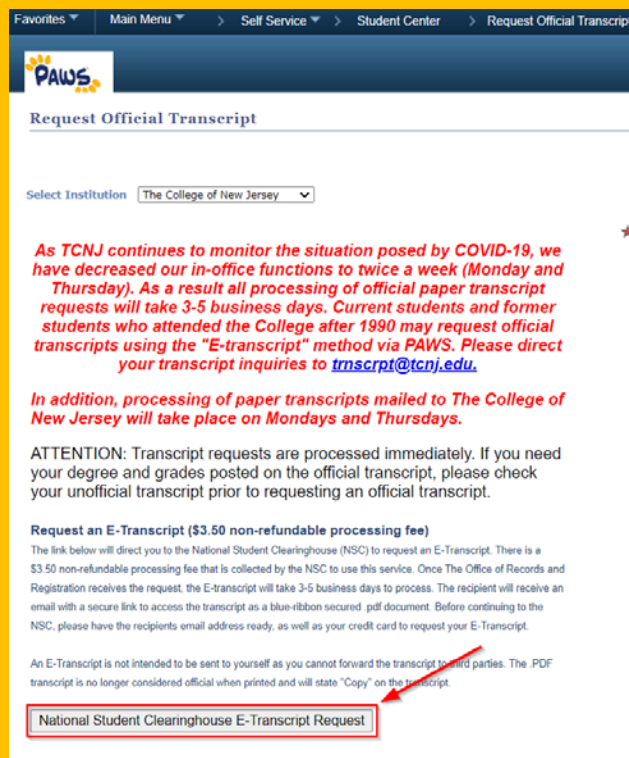 Favorites Main Menu > Self Service > Student Center > Request Official Transcript
PAWS
Request Official Transcript
Select Institution The College of New Jersey
As TCNJ continues to monitor the situation posed by COVID-19, we
have decreased our in-office functions to twice a week (Monday and
Thursday). As a result all processing of official paper transcript
requests will take 3-5 business days. Current students and former
students who attended the College after 1990 may request official
transcripts using the "E-transcript" method via PAWS. Please direct
your transcript inquiries to trnscrpt@tcnj.edu.
In addition, processing of paper transcripts mailed to The College of
New Jersey will take place on Mondays and Thursdays.
ATTENTION: Transcript requests are processed immediately. If you need
your degree and grades posted on the official transcript, please check
your unofficial transcript prior to requesting an official transcript.
Request an E-Transcript ($3.50 non-refundable processing fee)
The link below will direct you to the National Student Clearinghouse (NSC) to request an E-Transcript. There is a
$3.50 non-refundable processing fee that is collected by the NSC to use this service. Once The Office of Records and
Registration receives the request, the E-transcript will take 3-5 business days to process. The recipient will receive an
email with a secure link to access the transcript as a blue-ribbon secured .pdf document. Before continuing to the
NSC, please have the recipients email address ready, as well as your credit card to request your E-Transcript.
An E-Transcript is not intended to be sent to yourself as you cannot forward the transcript to third parties. The .PDF
transcript is no longer considered official when printed and will state "Copy" on the transcript.
National Student Clearinghouse E-Transcript Request